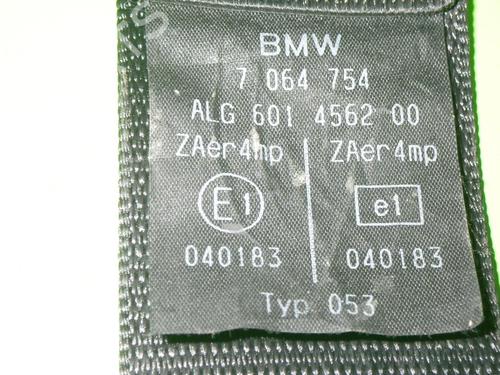 BMW
7 064 754
ALG 601 4562 00
ZAer4mp ZAer4mp
E1 e1
040183 040183
Typ 053